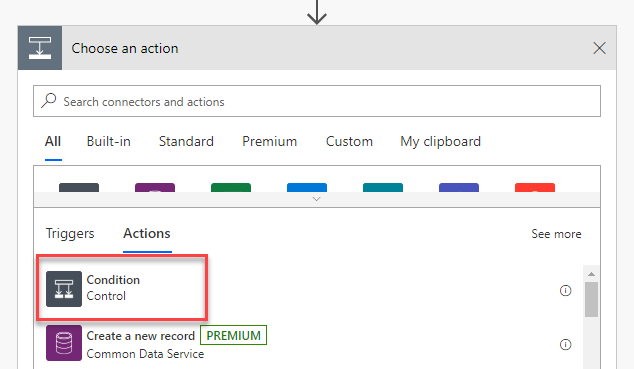 Choose an action
Search connectors and actions
All Built-in Standard Premium Custom My clipboard
Triggers Actions See more
Condition
Control
Create a new record PREMIUM
Common Data Service